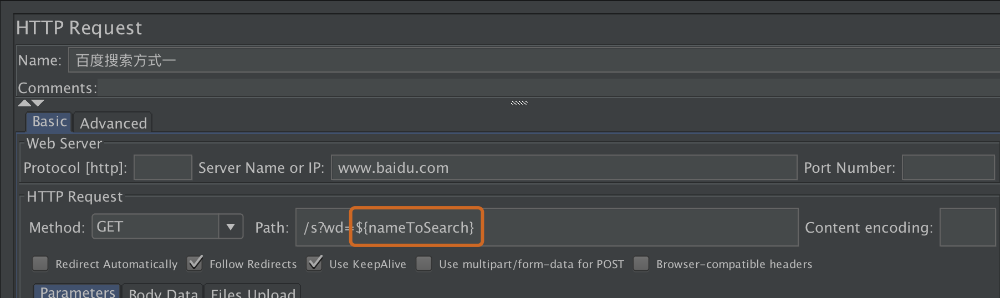 HTTP Request
Name: 百度搜索方式一
Comments:
Basic Advanced
Web Server
Protocol [http]: Server Name or IP: www.baidu.com Port Number:
HTTP Request
Method: GET Path: /s?wd=${nameToSearch} Content encoding:
Redirect Automatically Follow Redirects Use KeepAlive Use multipart/form-data for POST Browser-compatible headers
Parameters Body Data Files Upload